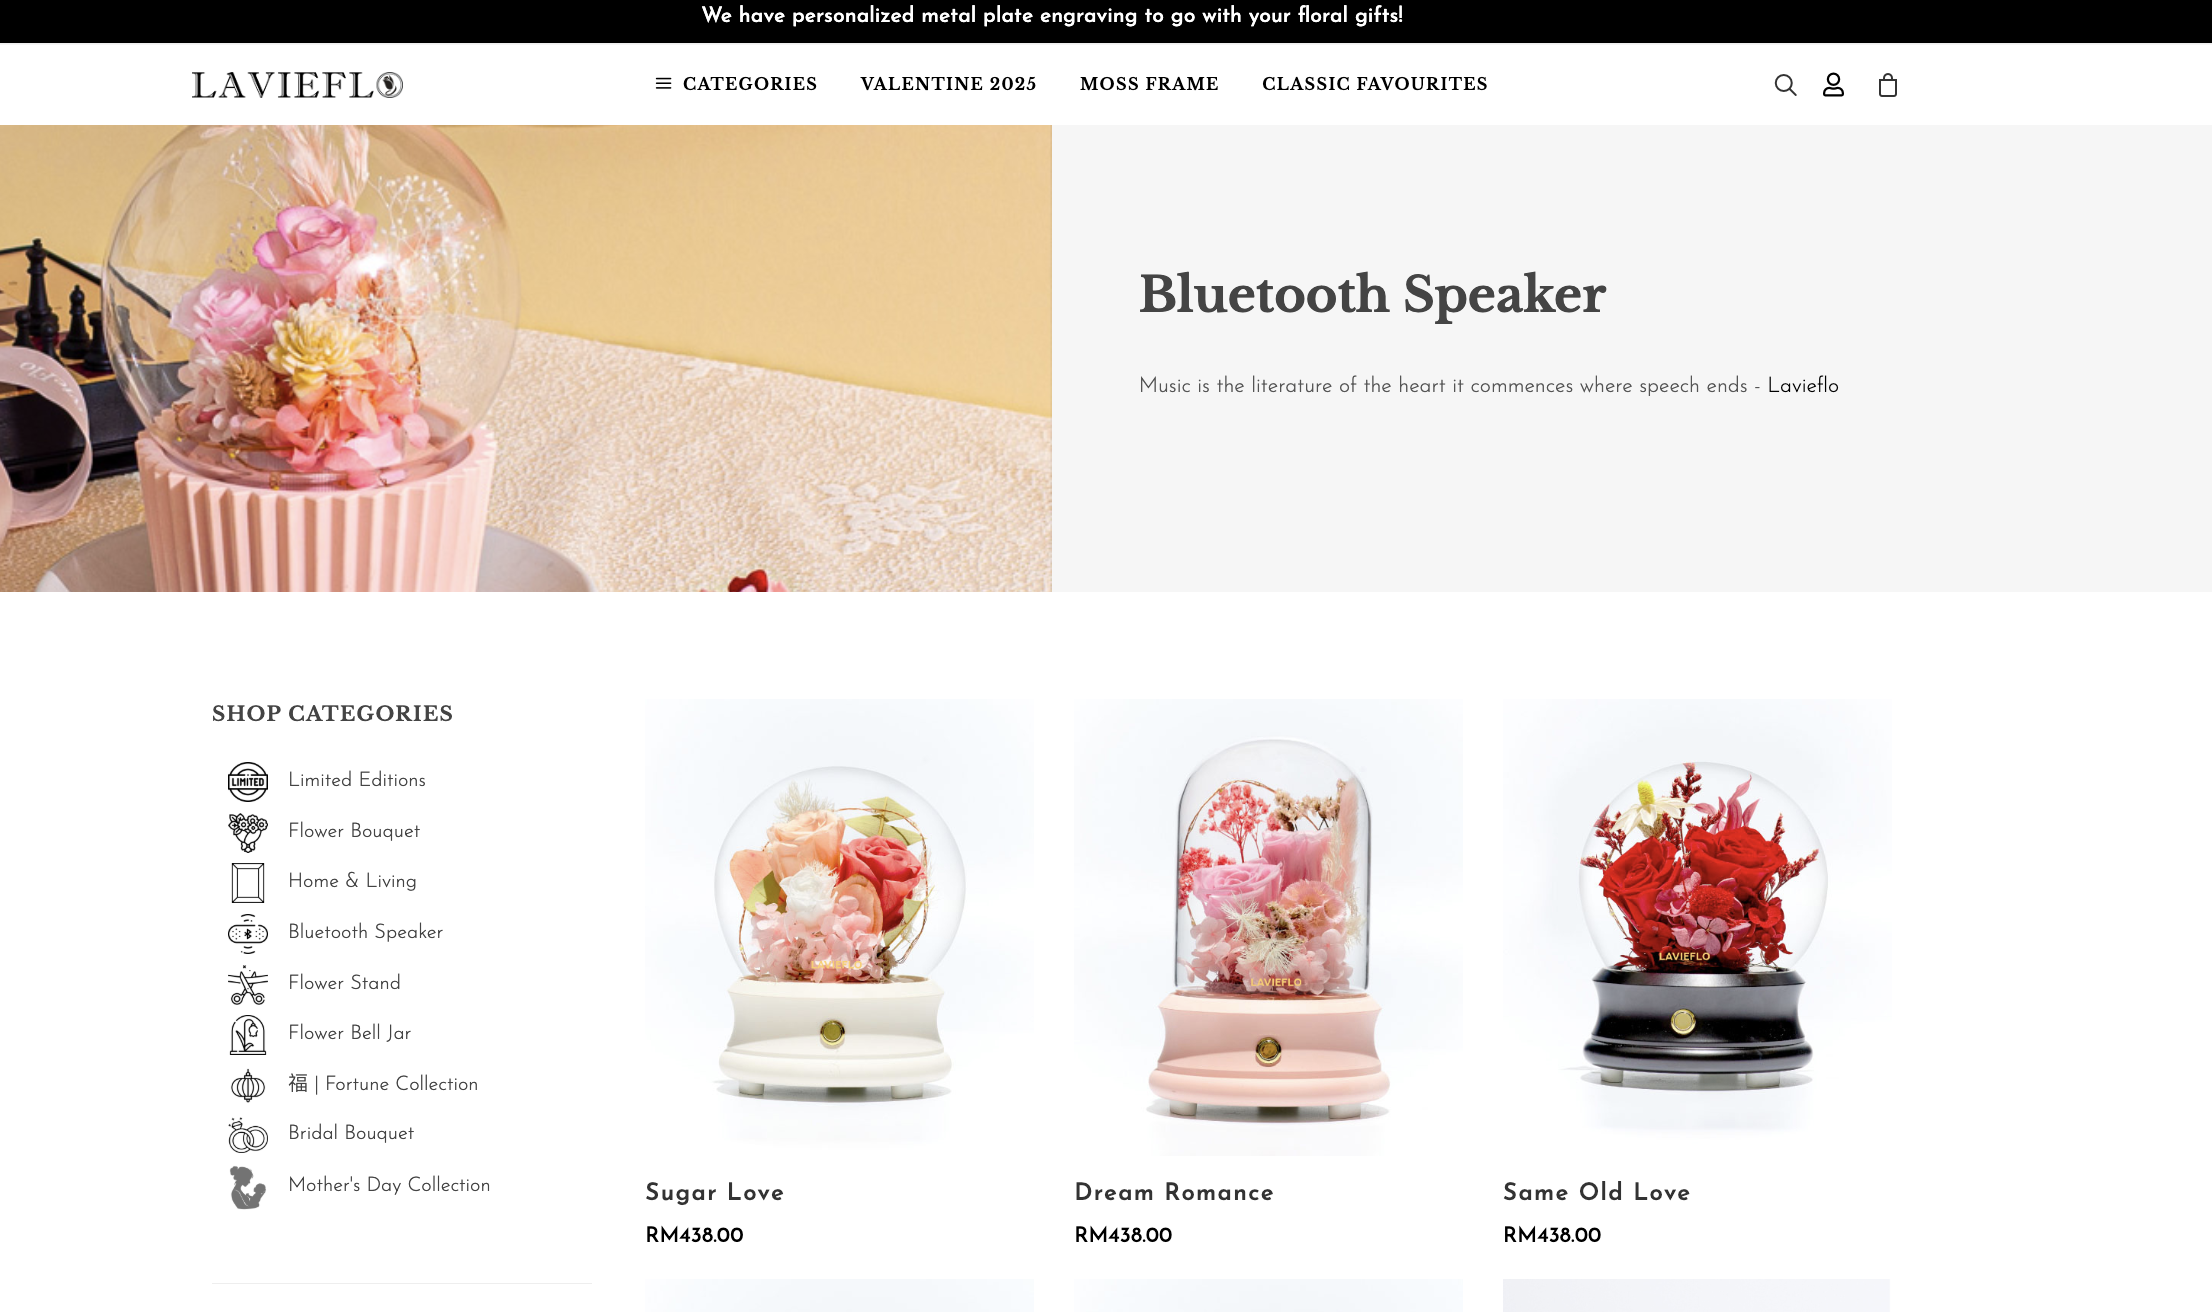 We have personalized metal plate engraving to go with your floral gifts!
LAVIEFLO
CATEGORIES
VALENTINE 2025
MOSS FRAME
CLASSIC FAVOURITES
Bluetooth Speaker
Music is the literature of the heart it commences where speech ends - Lavieflo
SHOP CATEGORIES
LIMITED
Limited Editions
Flower Bouquet
Home & Living
Bluetooth Speaker
Flower Stand
Flower Bell Jar
福 | Fortune Collection
Bridal Bouquet
Mother's Day Collection
LAVIEFLO
LAVIEFLO
LAVIEFLO
Sugar Love
RM438.00
Dream Romance
RM438.00
Same Old Love
RM438.00